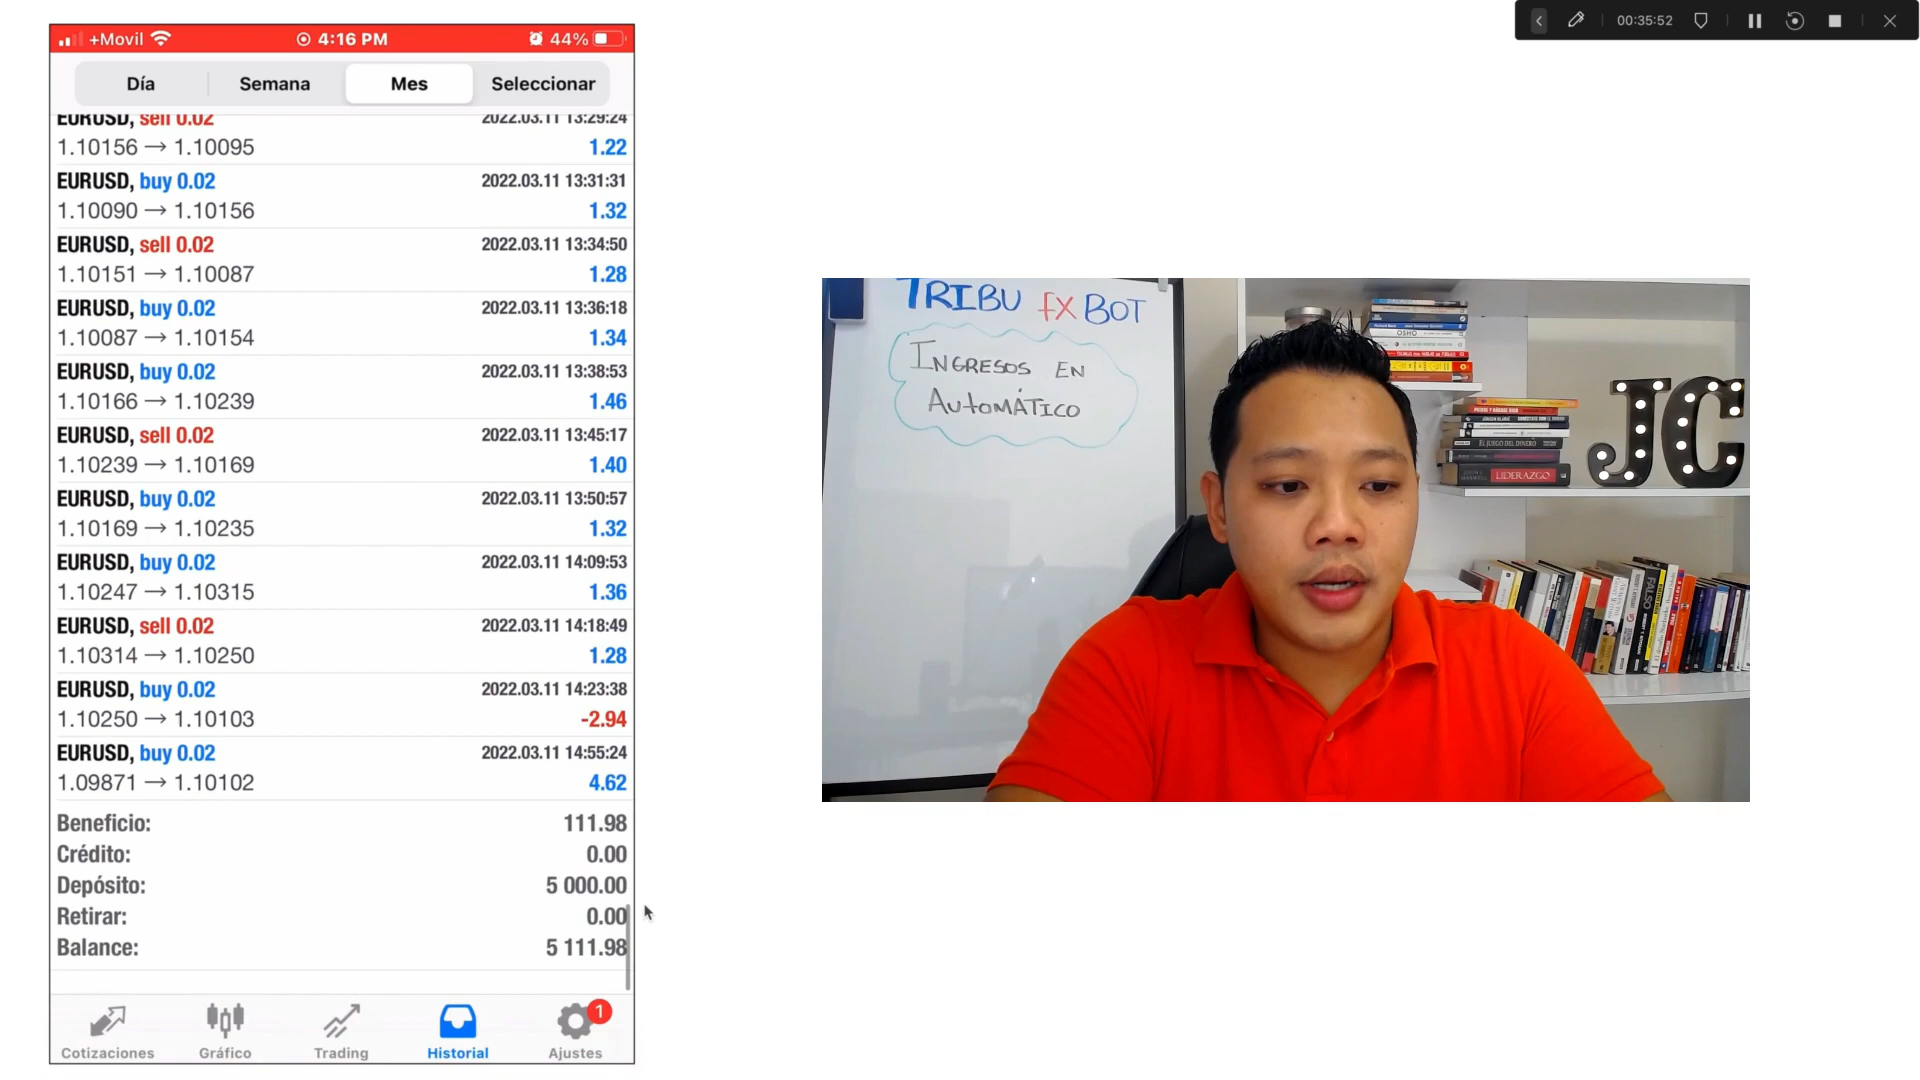 +Movil 4:16 PM 44%
Día Semana Mes Seleccionar
EURUSD, sell 0.02 2022.03.11 13:29:24
1.10156 → 1.10095 1.22
EURUSD, buy 0.02 2022.03.11 13:31:31
1.10090 → 1.10156 1.32
EURUSD, sell 0.02 2022.03.11 13:34:50
1.10151 → 1.10087 1.28
EURUSD, buy 0.02 2022.03.11 13:36:18
1.10087 → 1.10154 1.34
EURUSD, buy 0.02 2022.03.11 13:38:53
1.10166 → 1.10239 1.46
EURUSD, sell 0.02 2022.03.11 13:45:17
1.10239 → 1.10169 1.40
EURUSD, buy 0.02 2022.03.11 13:50:57
1.10169 → 1.10235 1.32
EURUSD, buy 0.02 2022.03.11 14:09:53
1.10247 → 1.10315 1.36
EURUSD, sell 0.02 2022.03.11 14:18:49
1.10314 → 1.10250 1.28
EURUSD, buy 0.02 2022.03.11 14:23:38
1.10250 → 1.10103 -2.94
EURUSD, buy 0.02 2022.03.11 14:55:24
1.09871 → 1.10102 4.62
Beneficio: 111.98
Crédito: 0.00
Depósito: 5 000.00
Retirar: 0.00
Balance: 5 111.98
Cotizaciones Gráfico Trading Historial Ajustes
1
00:35:52
TRIBU fX BOT
INGRESOS EN
AUTOMÁTICO
OSHO
EL JUEGO DEL DINERO
LIDERAZGO
JC
FALSO